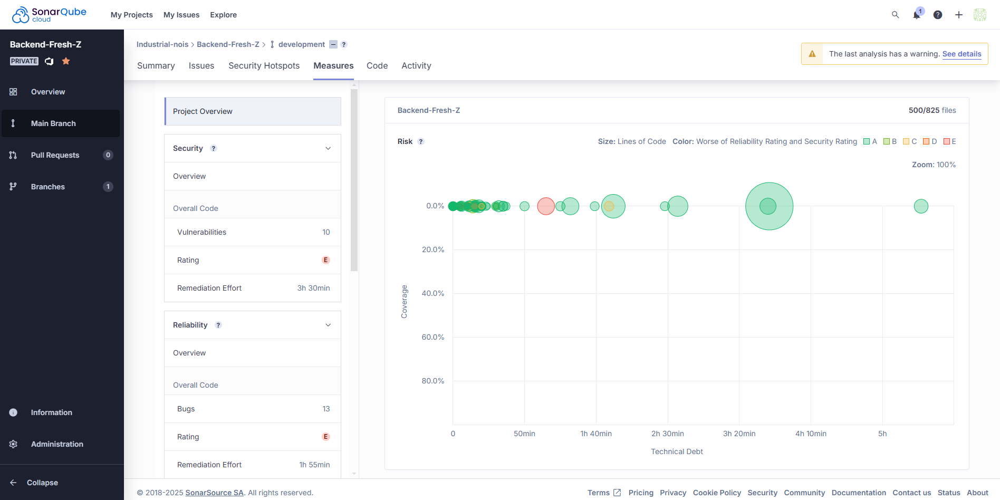 SonarQube cloud
My Projects
My Issues
Explore
1
?
Backend-Fresh-Z
PRIVATE
Overview
Main Branch
Pull Requests 0
Branches 1
Information
Administration
Collapse
Industrial-nois > Backend-Fresh-Z > development ?
The last analysis has a warning. See details
Summary
Issues
Security Hotspots
Measures
Code
Activity
Project Overview
Security ?
Overview
Overall Code
Vulnerabilities 10
Rating E
Remediation Effort 3h 30min
Reliability ?
Overview
Overall Code
Bugs 13
Rating E
Remediation Effort 1h 55min
Backend-Fresh-Z
500/825 files
Risk ?
Size: Lines of Code Color: Worse of Reliability Rating and Security Rating A B C D E
Zoom: 100%
0.0%
20.0%
40.0%
60.0%
80.0%
Coverage
0 50min 1h 40min 2h 30min 3h 20min 4h 10min 5h
Technical Debt
© 2018-2025 SonarSource SA. All rights reserved.
Terms Pricing Privacy Cookie Policy Security Community Documentation Contact us Status About